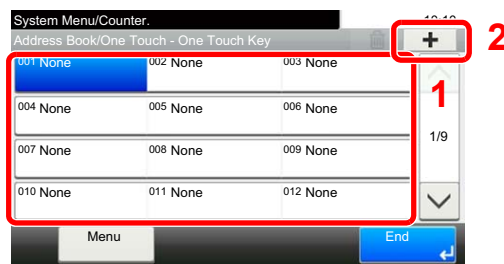 System Menu/Counter.
Address Book/One Touch - One Touch Key
+
2
001 None 002 None 003 None
1
004 None 005 None 006 None
1/9
007 None 008 None 009 None
010 None 011 None 012 None
Menu End